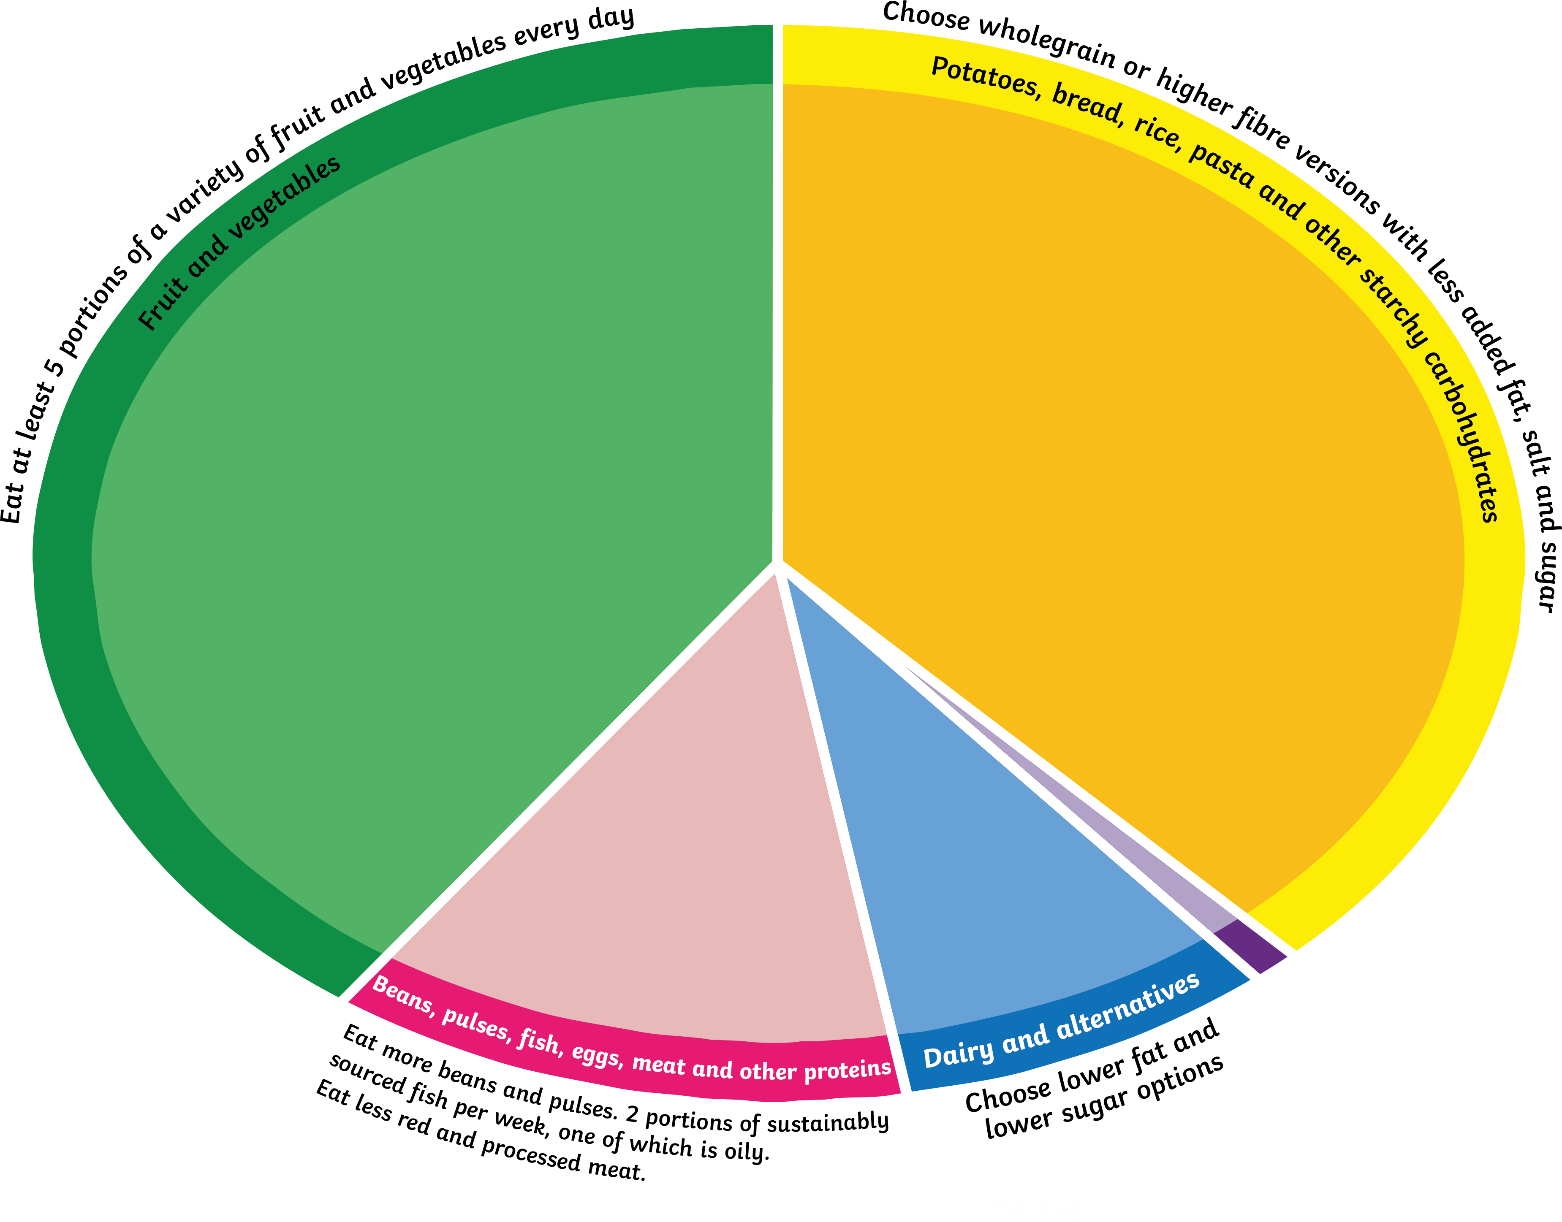 Eat at least 5 portions of a variety of fruit and vegetables every day
Fruit and vegetables
Choose wholegrain or higher fibre versions with less added fat, salt and sugar
Potatoes, bread, rice, pasta and other starchy carbohydrates
Beans, pulses, fish, eggs, meat and other proteins
Eat more beans and pulses. 2 portions of sustainably
sourced fish per week, one of which is oily.
Eat less red and processed meat.
Dairy and alternatives
Choose lower fat and
lower sugar options